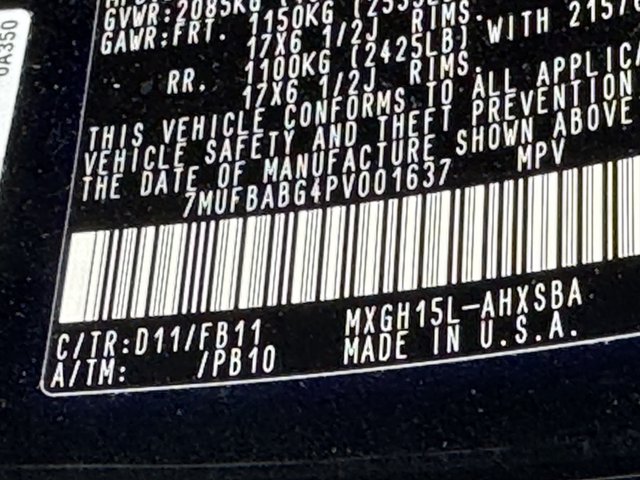 GVWR:2085KG
GAWR:FRT. 1150KG
17X6 1/2J RIMS. WITH
RR. 1100KG (2425LB)
17X6 1/2J RIMS.
THIS VEHICLE CONFORMS TO ALL
VEHICLE SAFETY AND THEFT PREVENTION
THE DATE OF MANUFACTURE SHOWN ABOVE
7MUFBABG4PV001637 MPV
C/TR:D11/FB11 MXGH15L-AHXSBA
A/TM: /PB10 MADE IN U.S.A.
0A350